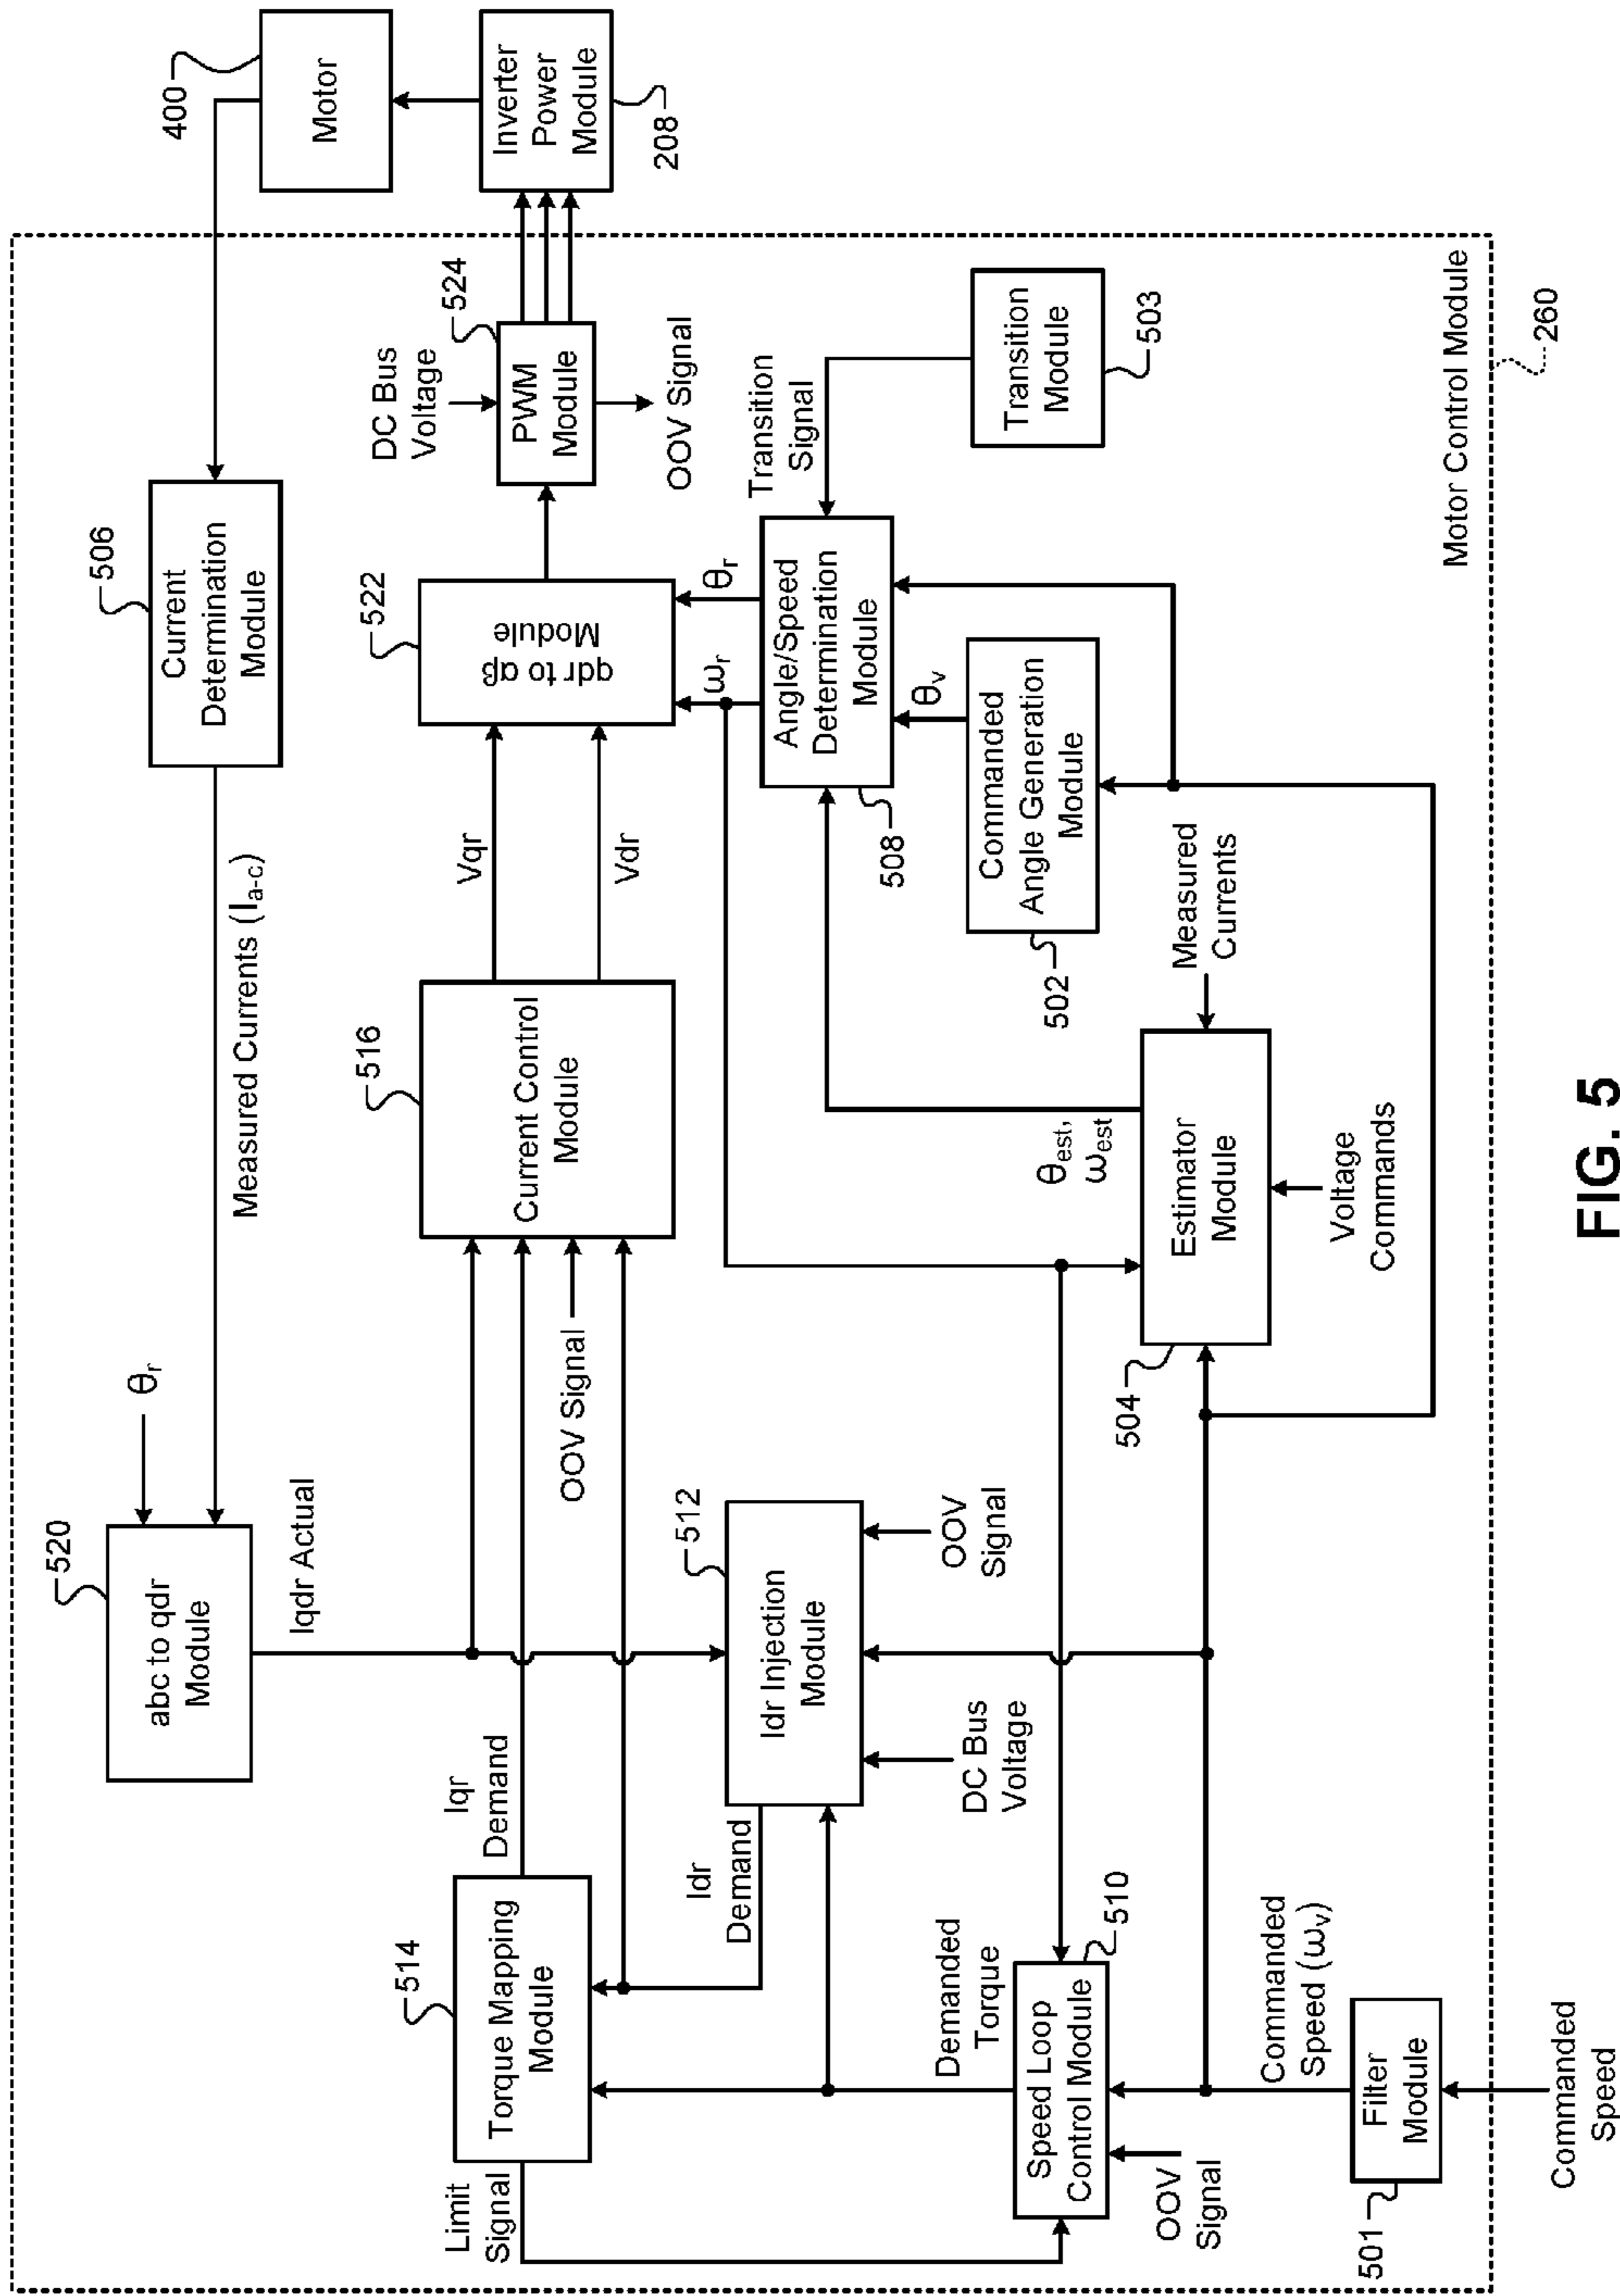 520
abc to qdr
Module
θr
Iqdr Actual
Measured Currents (Ia-c)
506
Current
Determination
Module
400
Motor
514
Torque Mapping
Module
Limit
Signal
Iqr
Demand
Idr
Demand
516
Current Control
Module
OOV Signal
Vqr
Vdr
522
qdr to αβ
Module
DC Bus
Voltage
524
PWM
Module
OOV Signal
Inverter
Power
Module
208
512
Idr Injection
Module
DC Bus
Voltage
OOV
Signal
ωr
θr
Angle/Speed
Determination
Module
508
Transition
Signal
Transition
Module
503
θv
Commanded
Angle Generation
Module
502
Demanded
Torque
510
Speed Loop
Control Module
OOV
Signal
θest,
ωest
504
Estimator
Module
Measured
Currents
Voltage
Commands
Commanded
Speed (ωv)
501
Filter
Module
Commanded
Speed
Motor Control Module
260
FIG. 5